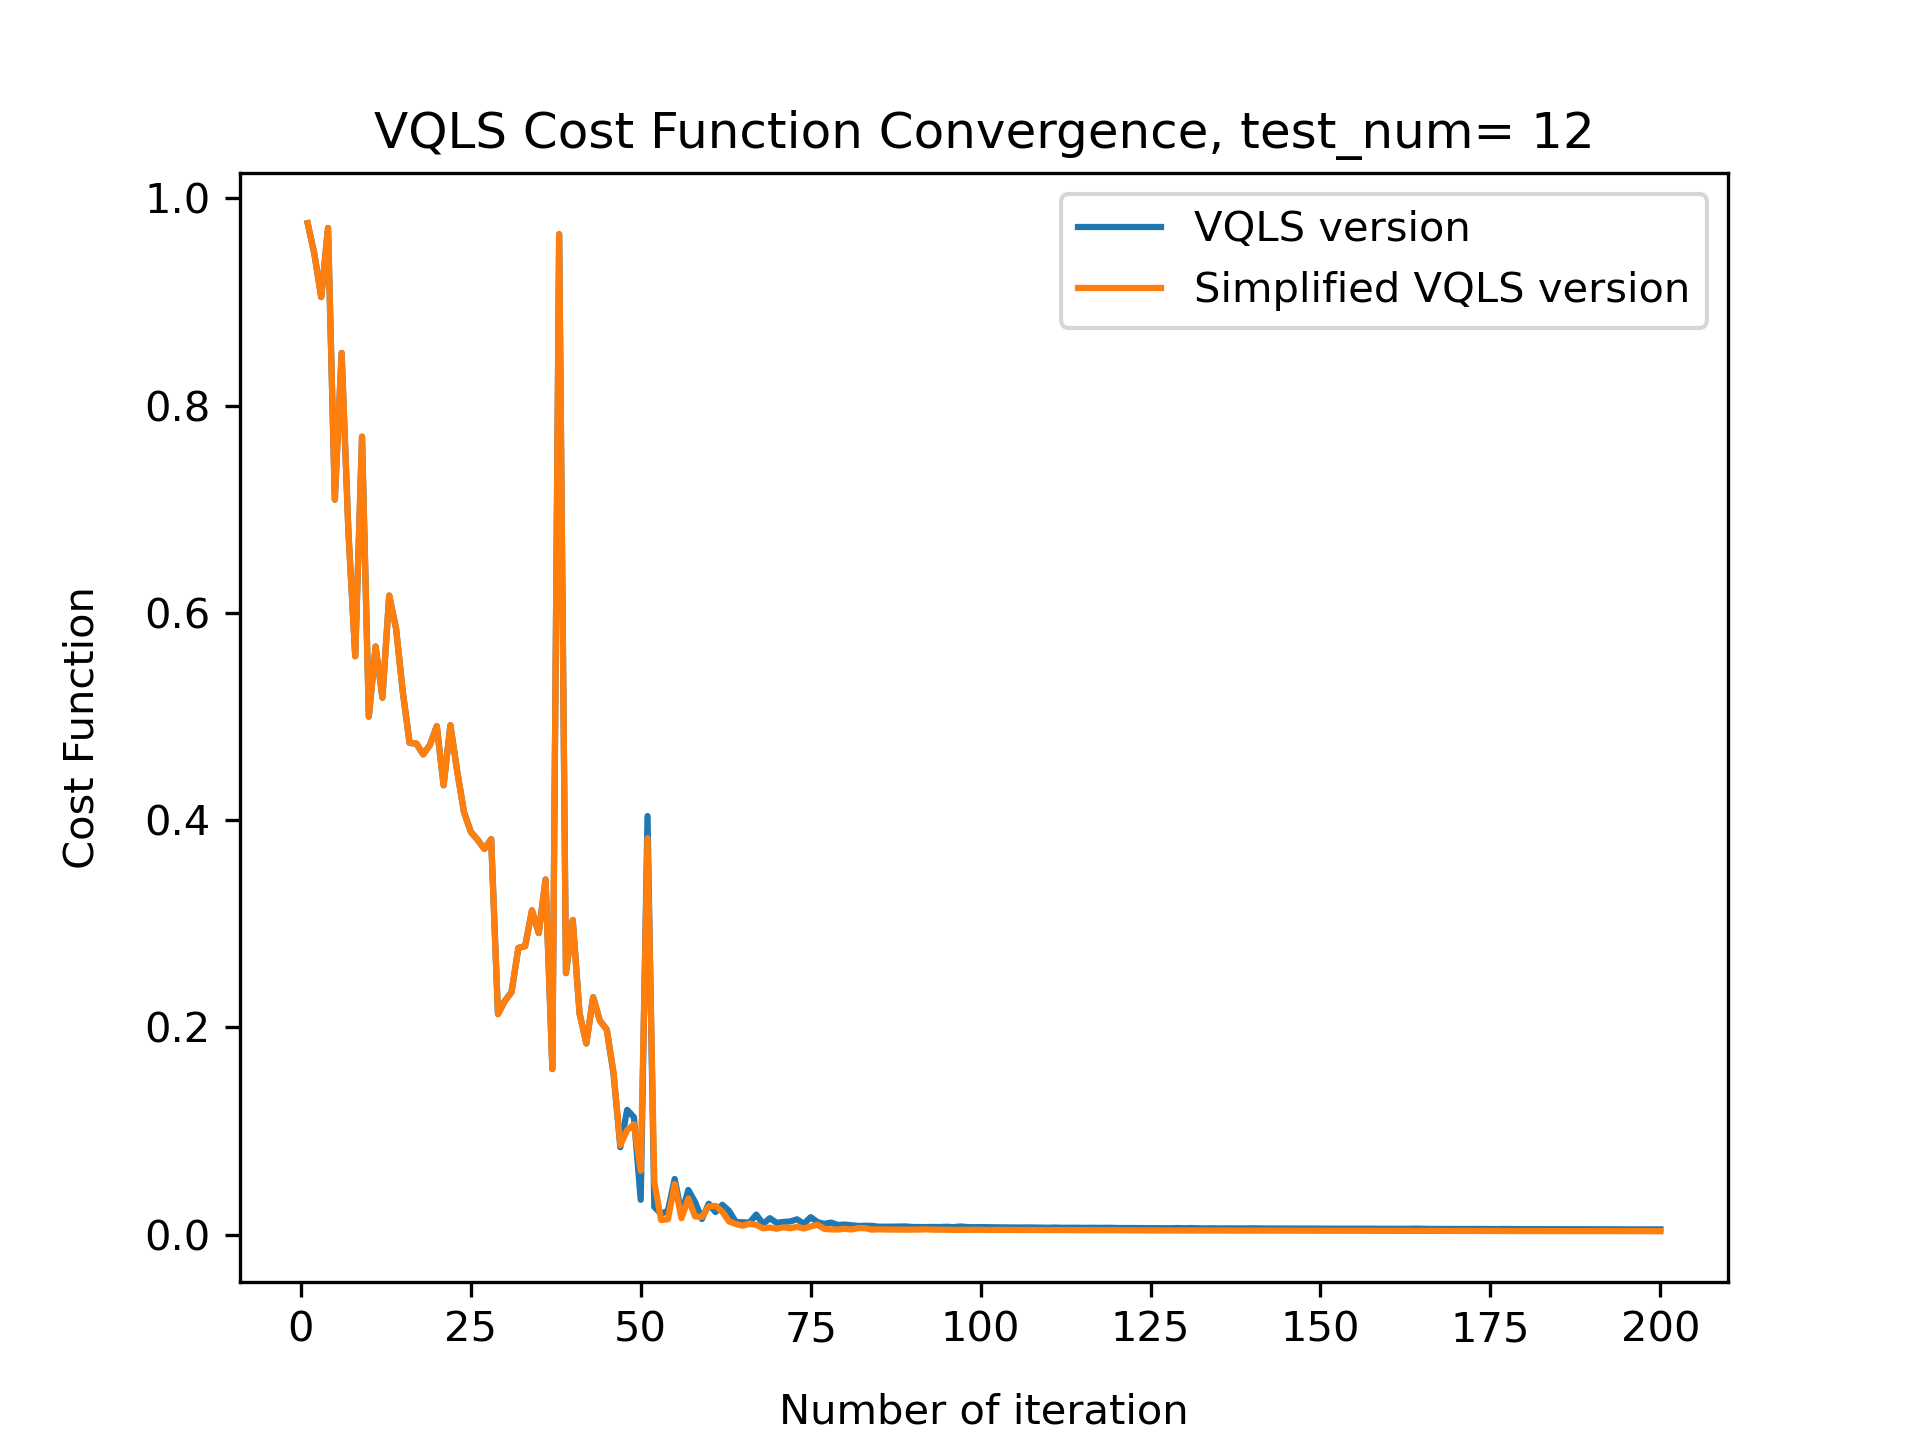 VQLS Cost Function Convergence, test_num= 12
VQLS version
Simplified VQLS version
1.0
0.8
0.6
0.4
0.2
0.0
Cost Function
0 25 50 75 100 125 150 175 200
Number of iteration